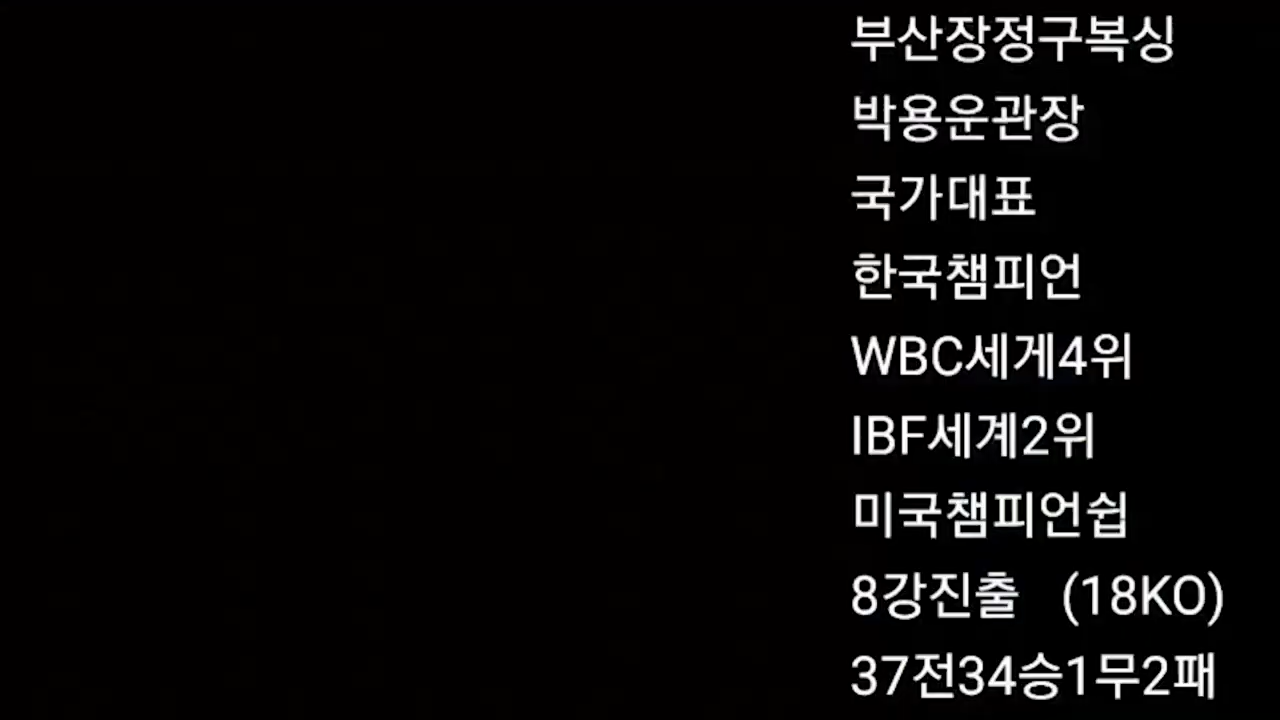 부산장정구복싱
박용운관장
국가대표
한국챔피언
WBC세게4위
IBF세계2위
미국챔피언쉽
8강진출 (18KO)
37전34승1무2패